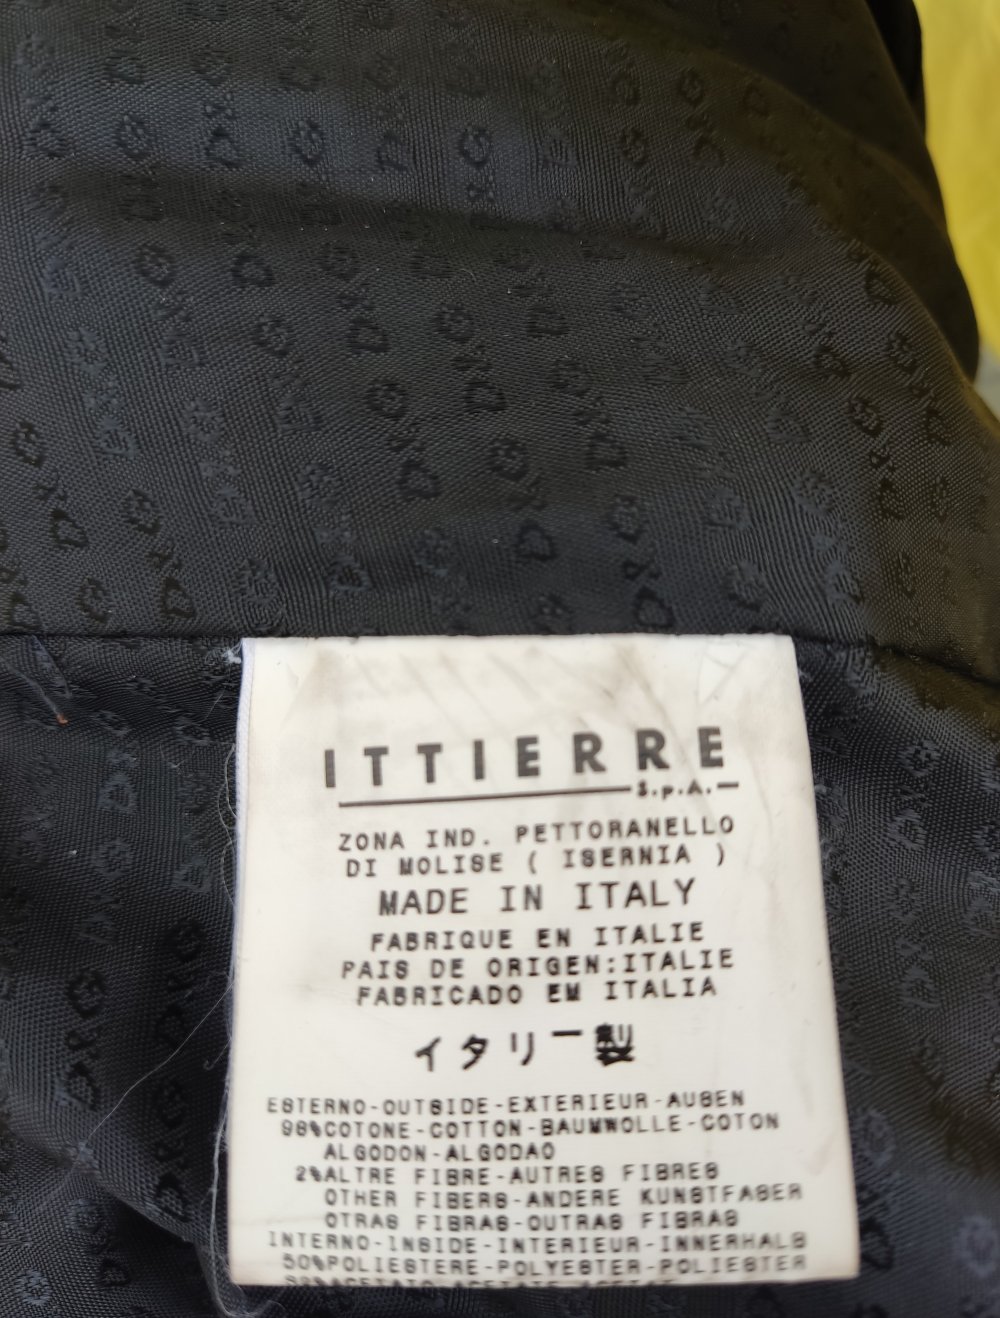 ITTIERRE
S.p.A.
ZONA IND. PETTORANELLO
DI MOLISE ( ISERNIA )
MADE IN ITALY
FABRIQUE EN ITALIE
PAIS DE ORIGEN:ITALIE
FABRICADO EM ITALIA
イタリー製
ESTERNO-OUTSIDE-EXTERIEUR-AUSEN
98%COTONE-COTTON-BAUMWOLLE-COTON
ALGODON-ALGODAO
2%ALTRE FIBRE-AUTRES FIBRES
OTHER FIBERS-ANDERE KUNSTFASER
OTRAS FIBRAS-OUTRAS FIBRAS
INTERNO-INSIDE-INTERIEUR-INNERHALB
50%POLIESTERE-POLYESTER-POLIESTER